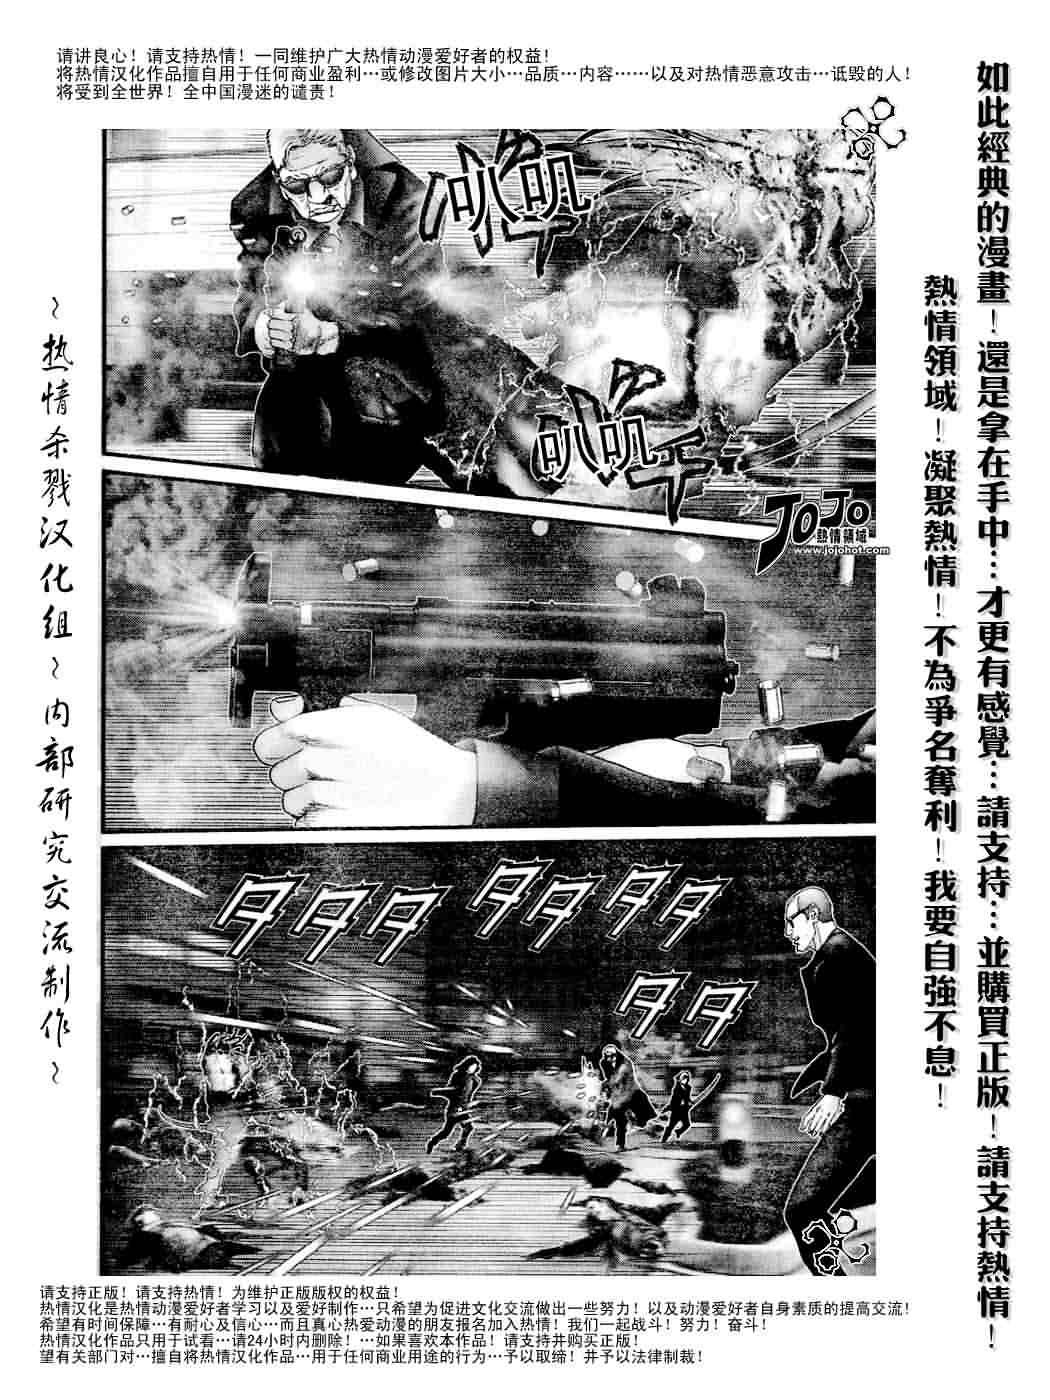 请讲良心！请支持热情！一同维护广大热情动漫爱好者的权益！
将热情汉化作品擅自用于任何商业盈利…或修改图片大小…品质…内容……以及对热情恶意攻击…诋毁的人！
将受到全世界！全中国漫迷的谴责！
如此經典的漫畫！還是拿在手中…才更有感覺…請支持…並購買正版！請支持熱情！
熱情領域！凝聚熱情！不為爭名奪利！我要自強不息！
叭叽
叭叽
JOJO
熱情領域
www.jojohot.com
タタタ
タタタタ
タタ
～热情杀戮汉化组～内部研究交流制作～
请支持正版！请支持热情！为维护正版版权的权益！
热情汉化是热情动漫爱好者学习以及爱好制作…只希望为促进文化交流做出一些努力！以及动漫爱好者自身素质的提高交流！
希望有时间保障…有耐心及信心…而且真心热爱动漫的朋友报名加入热情！我们一起战斗！努力！奋斗！
热情汉化作品只用于试看…请24小时内删除！…如果喜欢本作品！请支持并购买正版！
望有关部门对…擅自将热情汉化作品…用于任何商业用途的行为…予以取缔！并予以法律制裁！